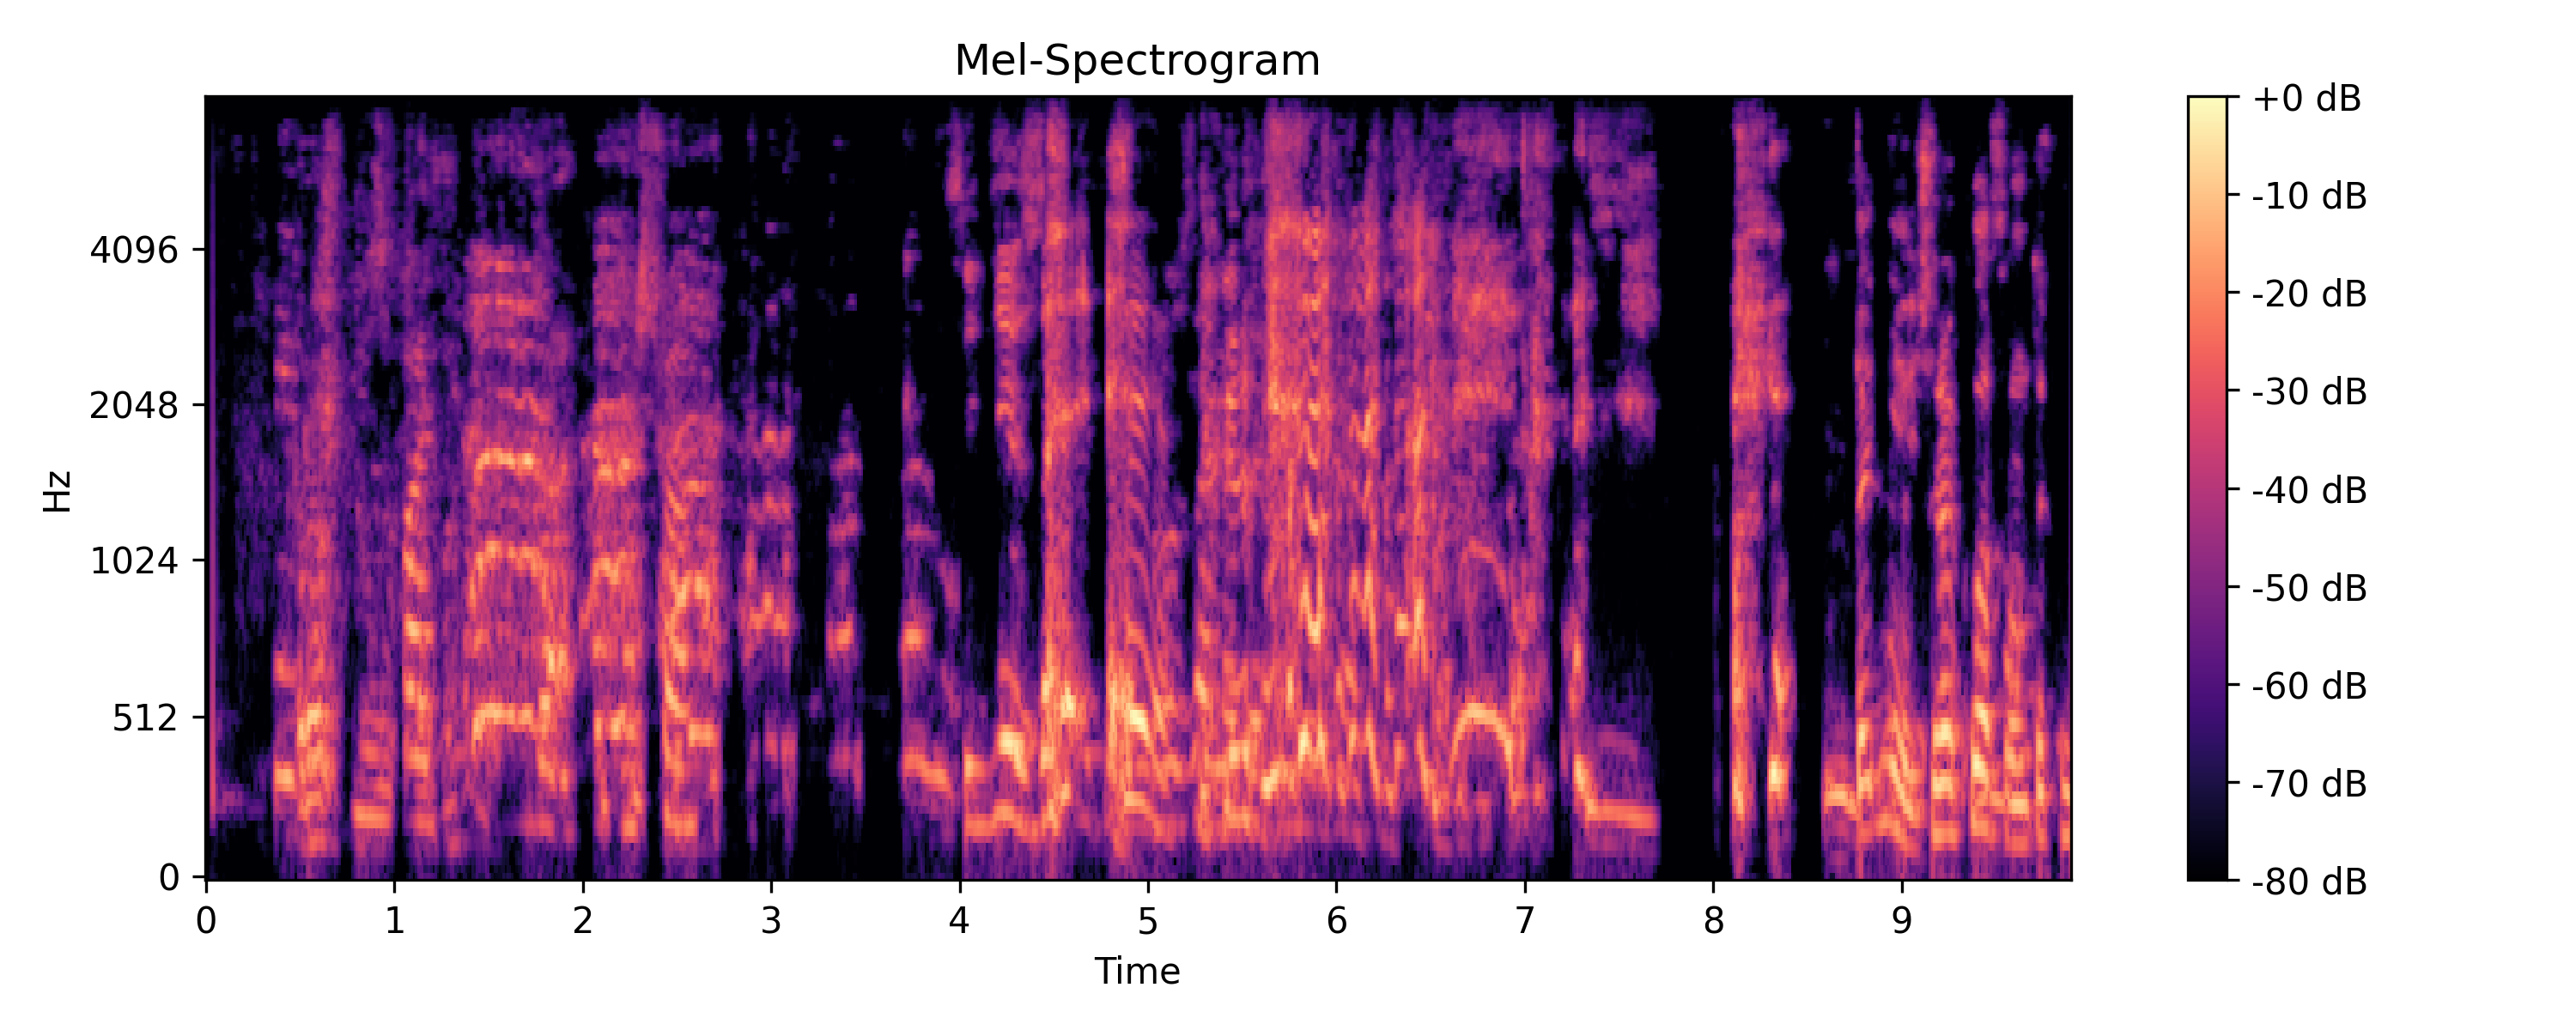 Mel-Spectrogram
+0 dB
-10 dB
4096
-20 dB
-30 dB
2048
Hz
-40 dB
1024
-50 dB
-60 dB
512
-70 dB
0
-80 dB
0 1 2 3 4 5 6 7 8 9
Time